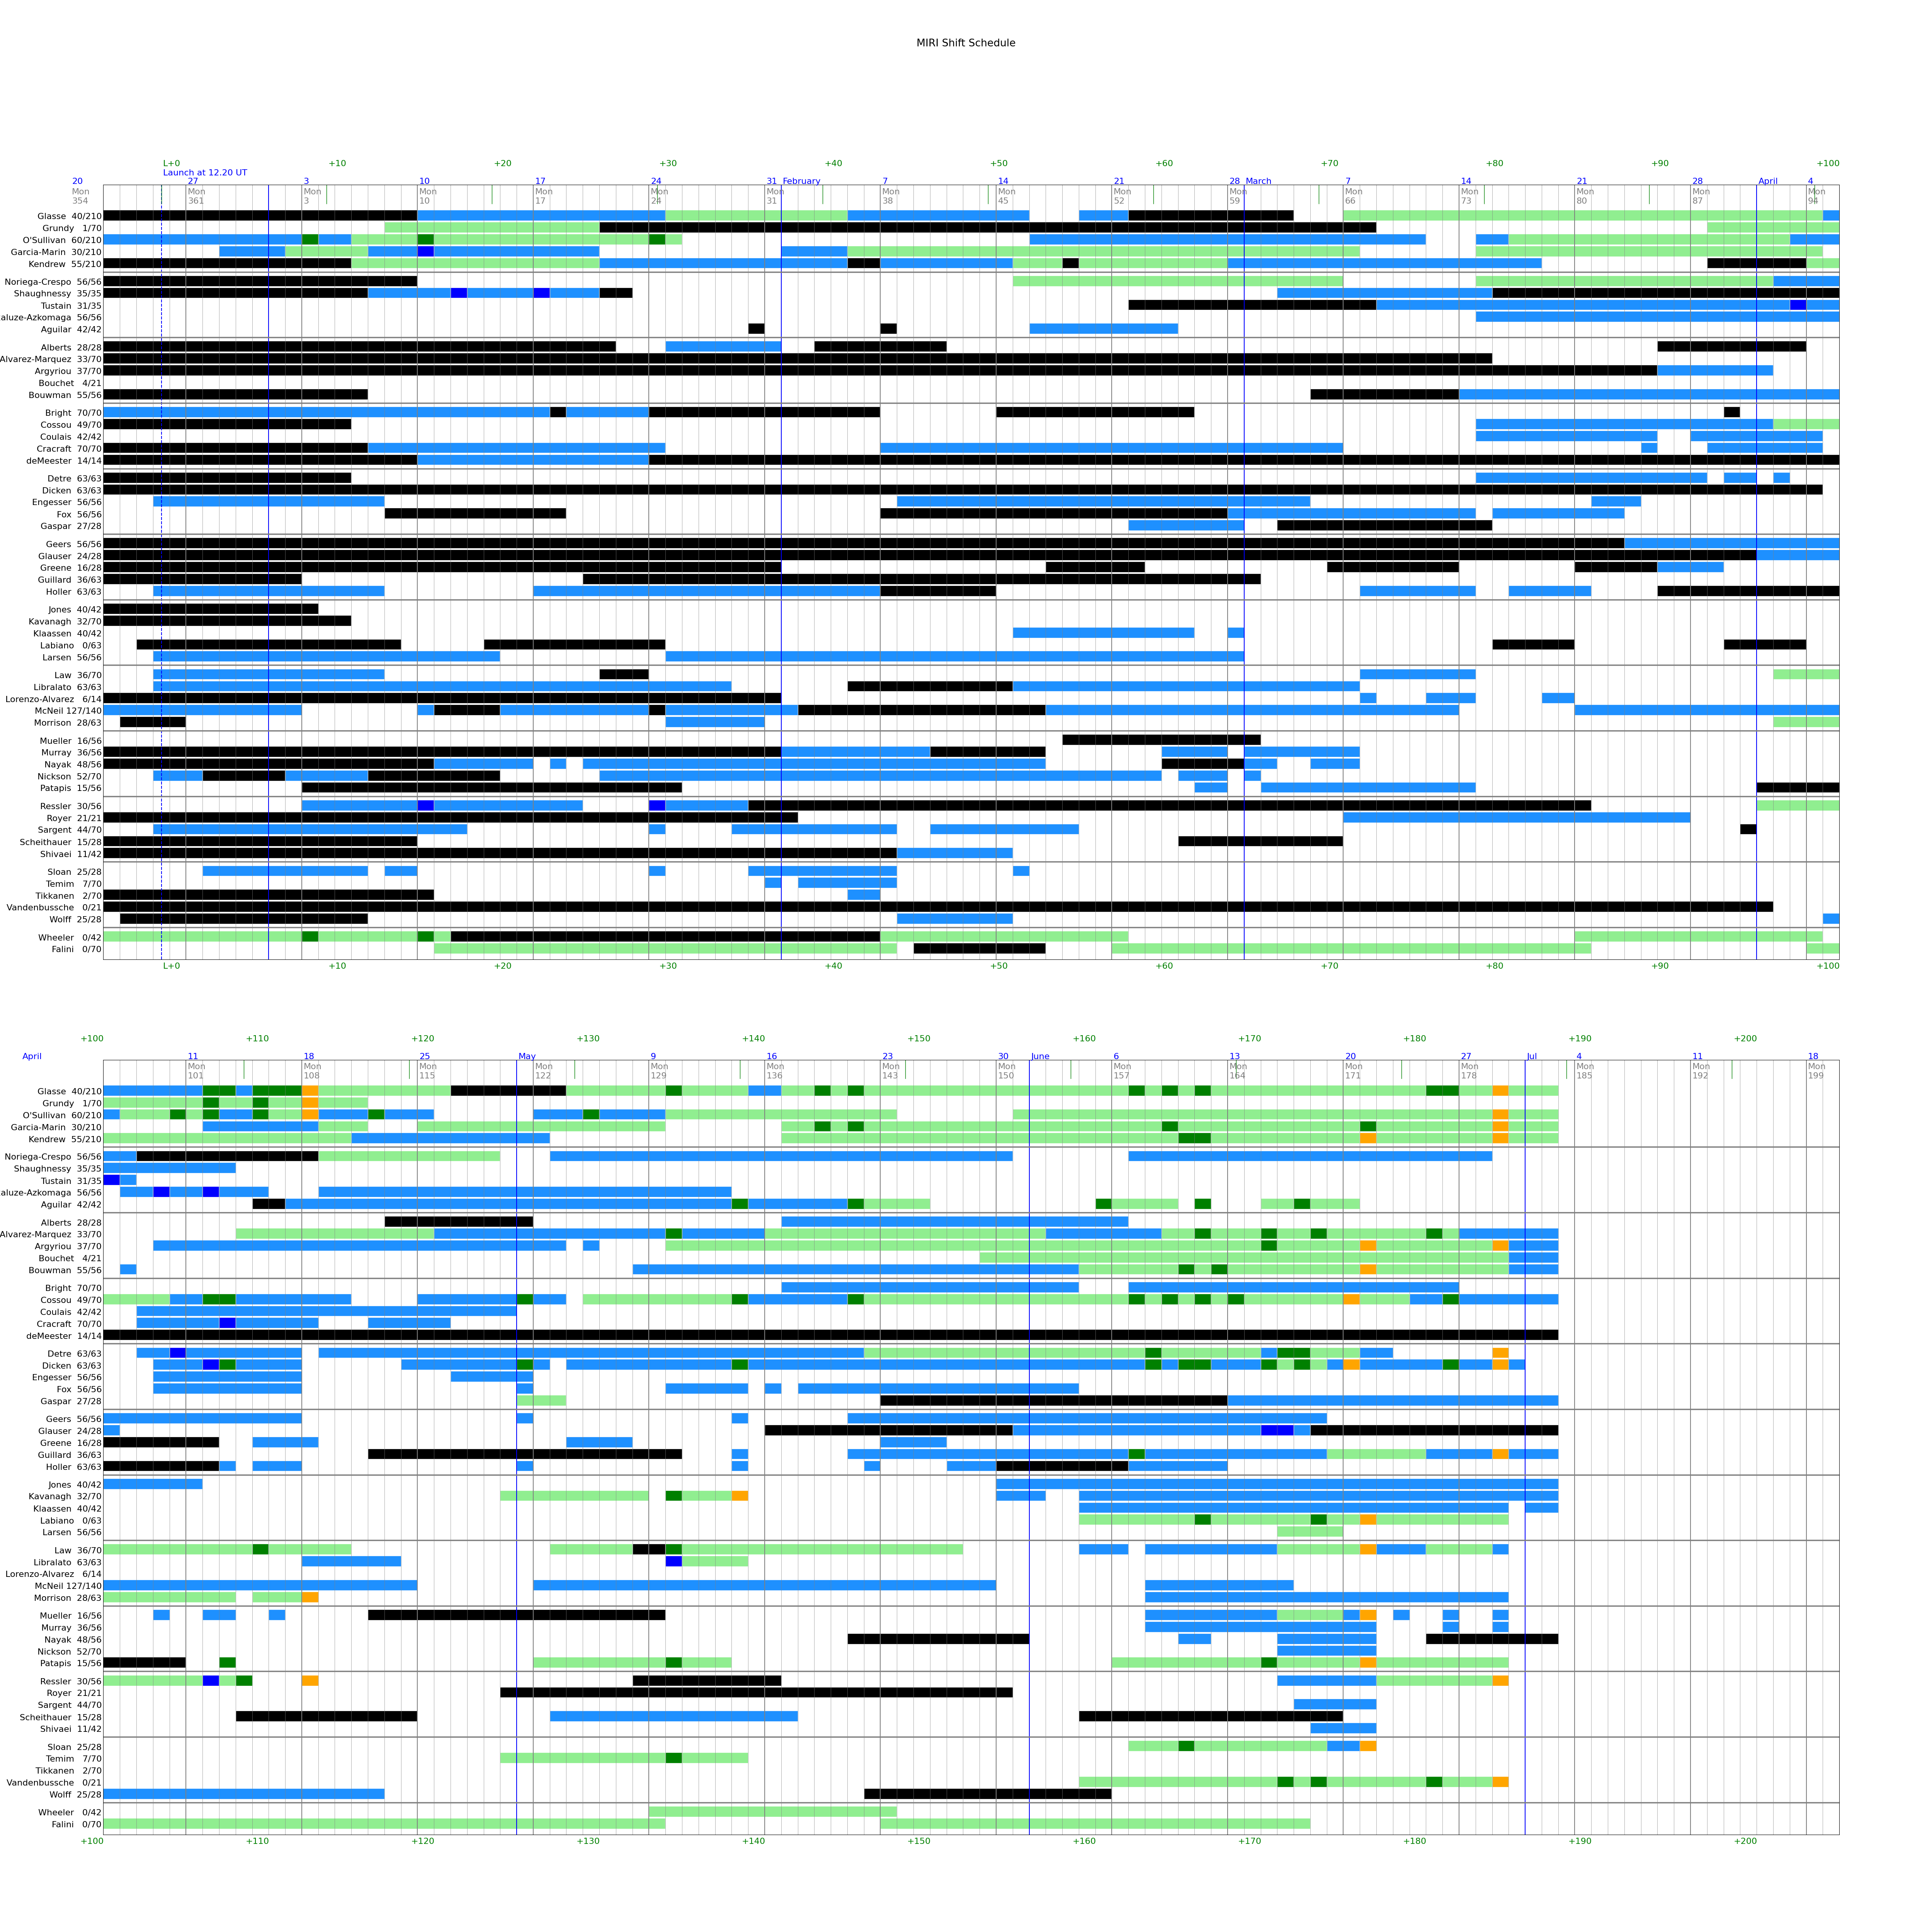 MIRI Shift Schedule
L+0 +10 +20 +30 +40 +50 +60 +70 +80 +90 +100
Launch at 12.20 UT
20 27 3 10 17 24 31 February 7 14 21 28 March 7 14 21 28 April 4
Mon Mon Mon Mon Mon Mon Mon Mon Mon Mon Mon Mon Mon Mon Mon Mon
354 361 3 10 17 24 31 38 45 52 59 66 73 80 87 94
Glasse 40/210
Grundy 1/70
O'Sullivan 60/210
Garcia-Marin 30/210
Kendrew 55/210
Noriega-Crespo 56/56
Shaughnessy 35/35
Tustain 31/35
aluze-Azkomaga 56/56
Aguilar 42/42
Alberts 28/28
Alvarez-Marquez 33/70
Argyriou 37/70
Bouchet 4/21
Bouwman 55/56
Bright 70/70
Cossou 49/70
Coulais 42/42
Cracraft 70/70
deMeester 14/14
Detre 63/63
Dicken 63/63
Engesser 56/56
Fox 56/56
Gaspar 27/28
Geers 56/56
Glauser 24/28
Greene 16/28
Guillard 36/63
Holler 63/63
Jones 40/42
Kavanagh 32/70
Klaassen 40/42
Labiano 0/63
Larsen 56/56
Law 36/70
Libralato 63/63
Lorenzo-Alvarez 6/14
McNeil 127/140
Morrison 28/63
Mueller 16/56
Murray 36/56
Nayak 48/56
Nickson 52/70
Patapis 15/56
Ressler 30/56
Royer 21/21
Sargent 44/70
Scheithauer 15/28
Shivaei 11/42
Sloan 25/28
Temim 7/70
Tikkanen 2/70
Vandenbussche 0/21
Wolff 25/28
Wheeler 0/42
Falini 0/70
L+0 +10 +20 +30 +40 +50 +60 +70 +80 +90 +100
+100 +110 +120 +130 +140 +150 +160 +170 +180 +190 +200
April 11 18 25 May 9 16 23 30 June 6 13 20 27 Jul 4 11 18
Mon Mon Mon Mon Mon Mon Mon Mon Mon Mon Mon Mon Mon Mon Mon
101 108 115 122 129 136 143 150 157 164 171 178 185 192 199
Glasse 40/210
Grundy 1/70
O'Sullivan 60/210
Garcia-Marin 30/210
Kendrew 55/210
Noriega-Crespo 56/56
Shaughnessy 35/35
Tustain 31/35
aluze-Azkomaga 56/56
Aguilar 42/42
Alberts 28/28
Alvarez-Marquez 33/70
Argyriou 37/70
Bouchet 4/21
Bouwman 55/56
Bright 70/70
Cossou 49/70
Coulais 42/42
Cracraft 70/70
deMeester 14/14
Detre 63/63
Dicken 63/63
Engesser 56/56
Fox 56/56
Gaspar 27/28
Geers 56/56
Glauser 24/28
Greene 16/28
Guillard 36/63
Holler 63/63
Jones 40/42
Kavanagh 32/70
Klaassen 40/42
Labiano 0/63
Larsen 56/56
Law 36/70
Libralato 63/63
Lorenzo-Alvarez 6/14
McNeil 127/140
Morrison 28/63
Mueller 16/56
Murray 36/56
Nayak 48/56
Nickson 52/70
Patapis 15/56
Ressler 30/56
Royer 21/21
Sargent 44/70
Scheithauer 15/28
Shivaei 11/42
Sloan 25/28
Temim 7/70
Tikkanen 2/70
Vandenbussche 0/21
Wolff 25/28
Wheeler 0/42
Falini 0/70
+100 +110 +120 +130 +140 +150 +160 +170 +180 +190 +200